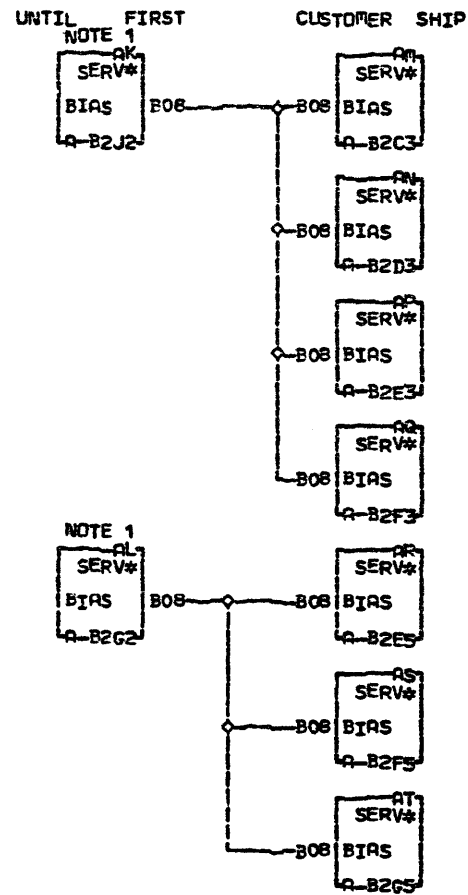 UNTIL FIRST CUSTOMER SHIP
NOTE 1
AK
SERV*
BIAS B08
A-B2J2
B08 BIAS
AM
SERV*
A-B2C3
AN
SERV*
B08 BIAS
A-B2D3
AP
SERV*
B08 BIAS
A-B2E3
AQ
SERV*
B08 BIAS
A-B2F3
NOTE 1
AL
SERV*
BIAS B08
A-B2G2
AR
SERV*
B08 BIAS
A-B2E5
AS
SERV*
B08 BIAS
A-B2F5
AT
SERV*
B08 BIAS
A-B2G5